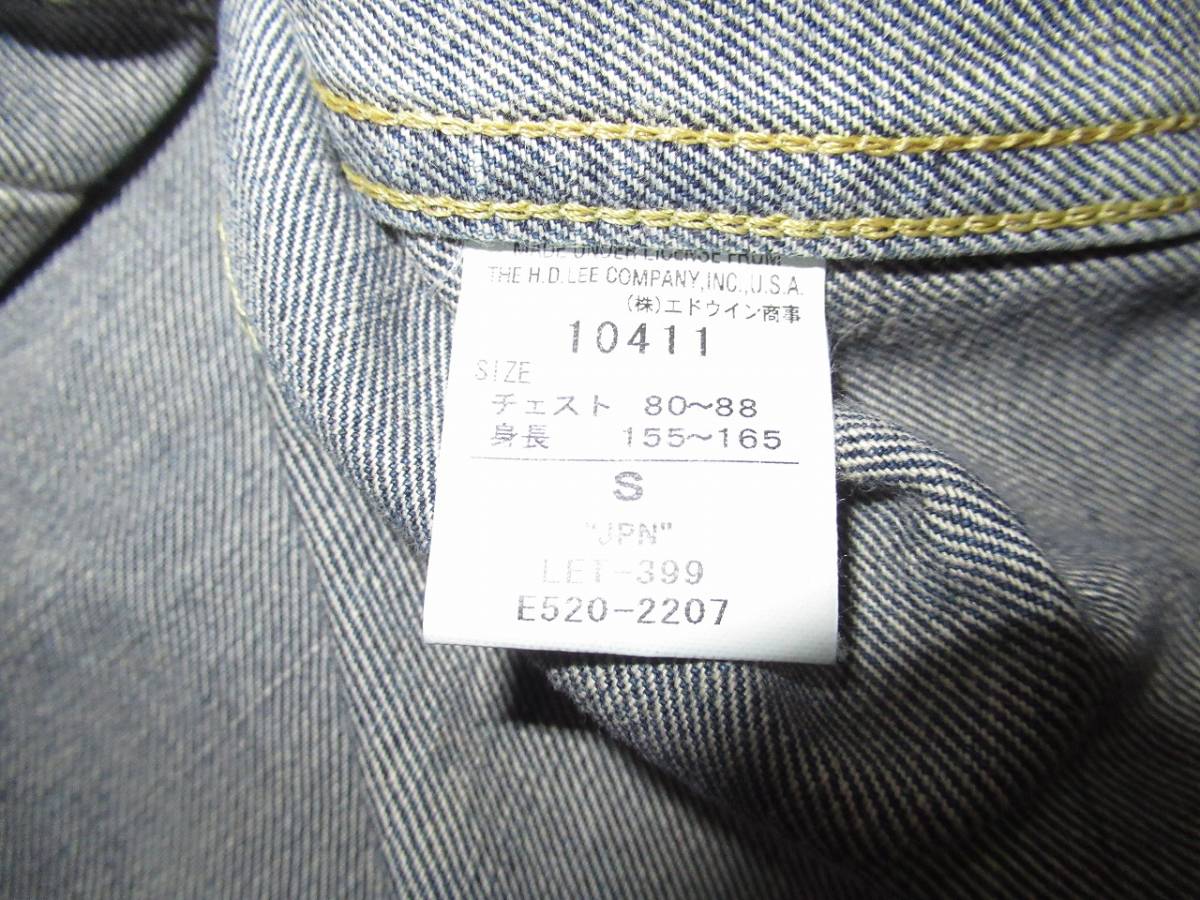 MADE UNDER LICENSE FROM
THE H.D.LEE COMPANY,INC.,U.S.A.
(株)エドウイン商事
10411
SIZE
チェスト 80~88
身長 155~165
S
"JPN"
LET-399
E520-2207